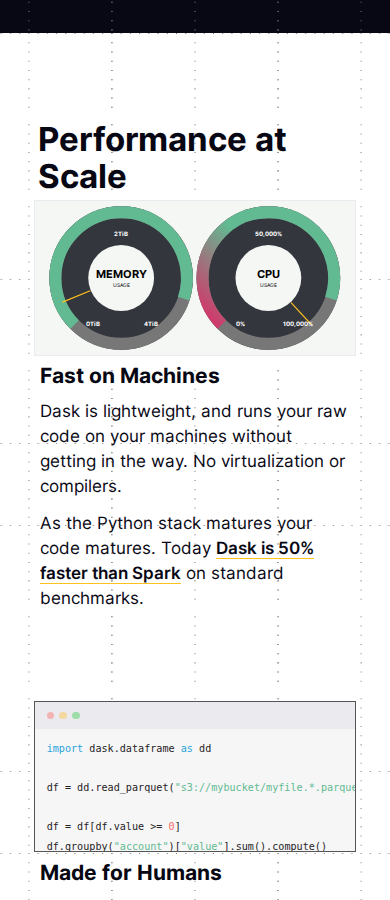 Performance at
Scale
2TiB
MEMORY
USAGE
0TiB 4TiB
50,000%
CPU
USAGE
0% 100,000%
Fast on Machines
Dask is lightweight, and runs your raw
code on your machines without
getting in the way. No virtualization or
compilers.
As the Python stack matures your
code matures. Today Dask is 50%
faster than Spark on standard
benchmarks.
import dask.dataframe as dd
df = dd.read_parquet("s3://mybucket/myfile.*.parque
df = df[df.value >= 0]
df.groupby("account")["value"].sum().compute()
Made for Humans